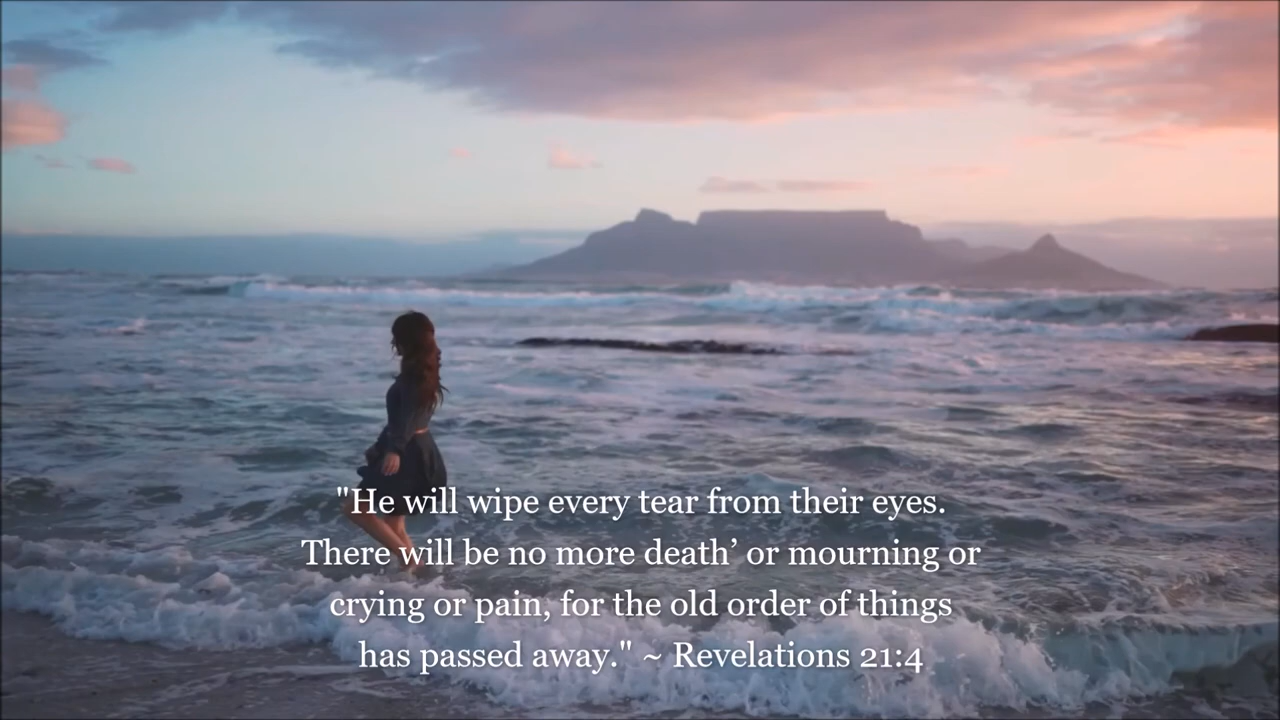 "He will wipe every tear from their eyes.
There will be no more death’ or mourning or
crying or pain, for the old order of things
has passed away." ~ Revelations 21:4